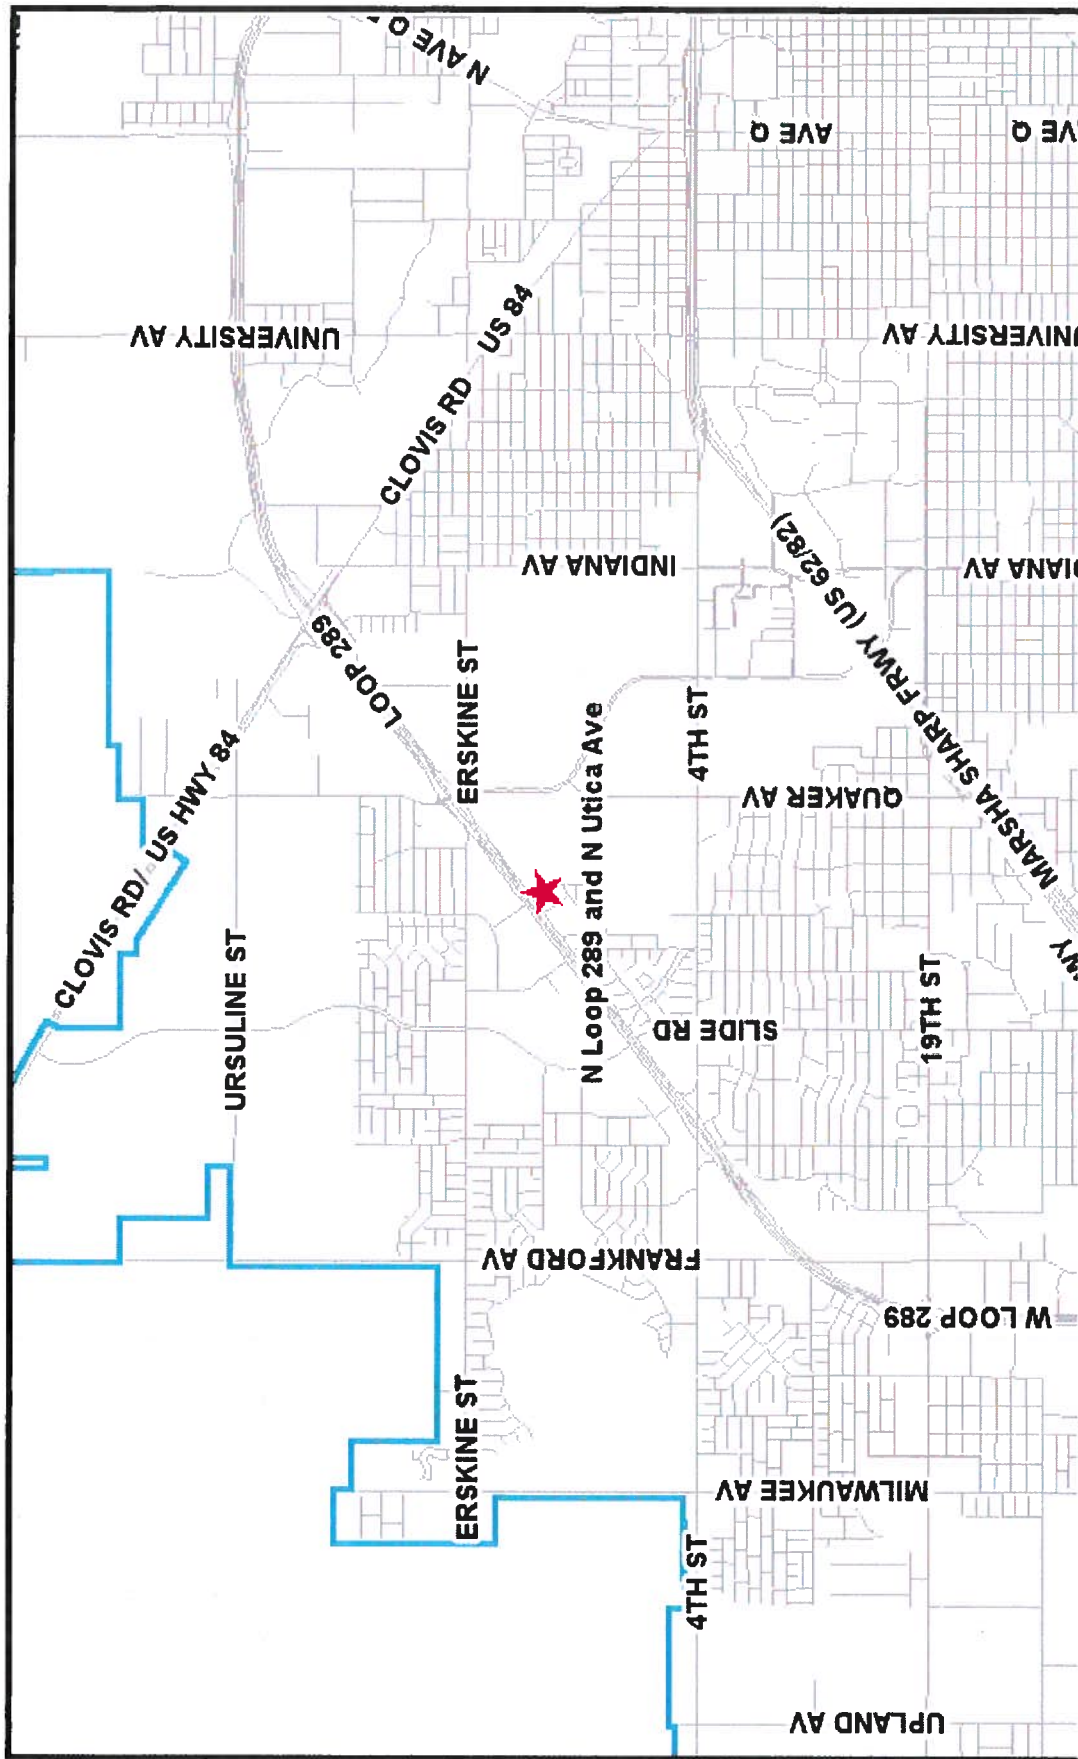 CLOVIS RD/ US HWY 84
UNIVERSITY AV
URSULINE ST
LOOP 289
N AVE Q
CLOVIS RD
US 84
ERSKINE ST
ERSKINE ST
FRANKFORD AV
INDIANA AV
N Loop 289 and N Utica Ave
SLIDE RD
4TH ST
4TH ST
MILWAUKEE AV
QUAKER AV
AVE Q
MARSHA SHARP FRWY (US 62/82)
UPLAND AV
W LOOP 289
19TH ST
UNIVERSITY AV
DIANA AV
VE Q
WY